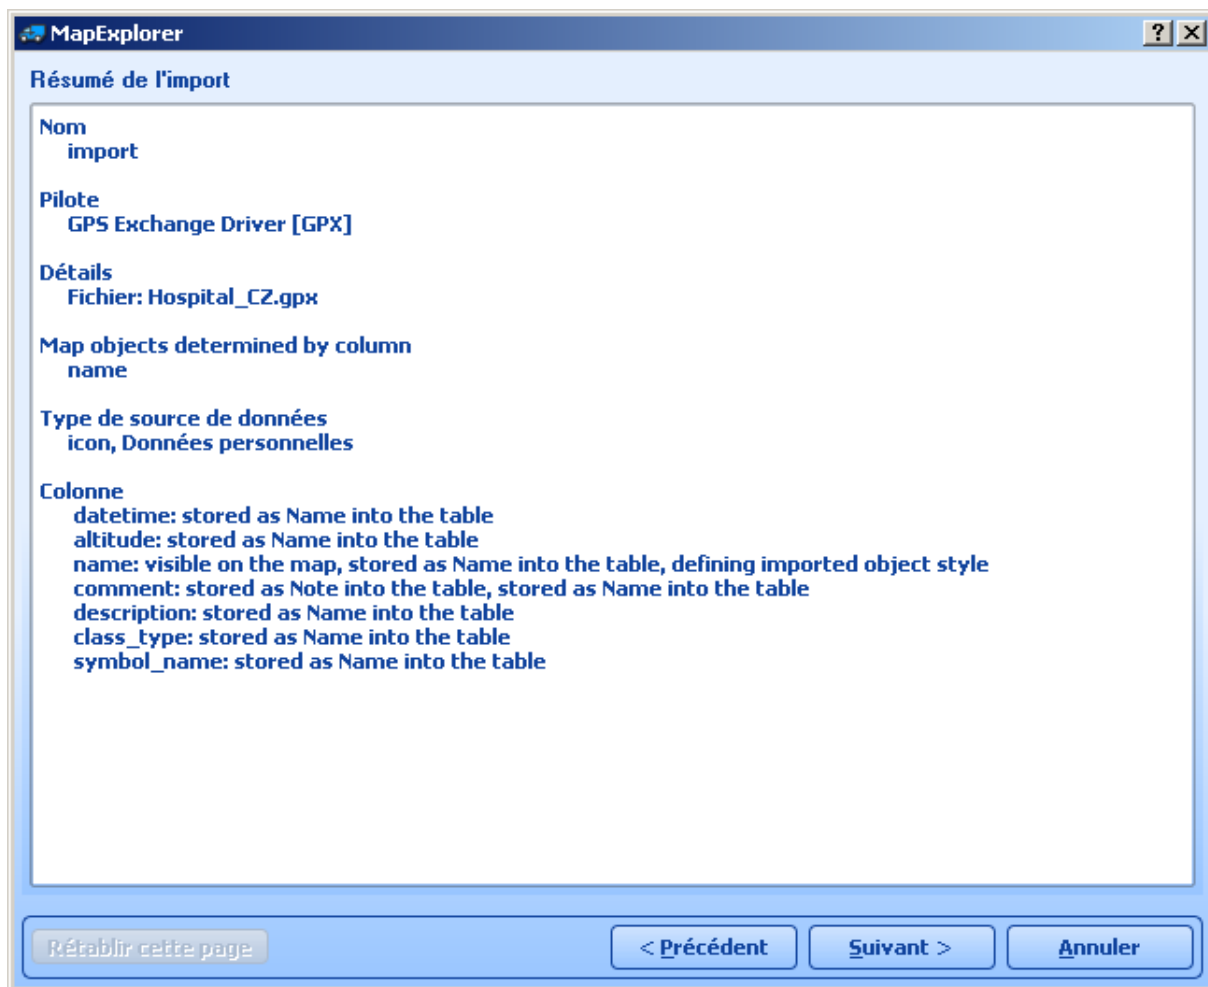 MapExplorer
Résumé de l'import
Nom
import
Pilote
GPS Exchange Driver [GPX]
Détails
Fichier: Hospital_CZ.gpx
Map objects determined by column
name
Type de source de données
icon, Données personnelles
Colonne
datetime: stored as Name into the table
altitude: stored as Name into the table
name: visible on the map, stored as Name into the table, defining imported object style
comment: stored as Note into the table, stored as Name into the table
description: stored as Name into the table
class_type: stored as Name into the table
symbol_name: stored as Name into the table
Rétablir cette page
< Précédent
Suivant >
Annuler